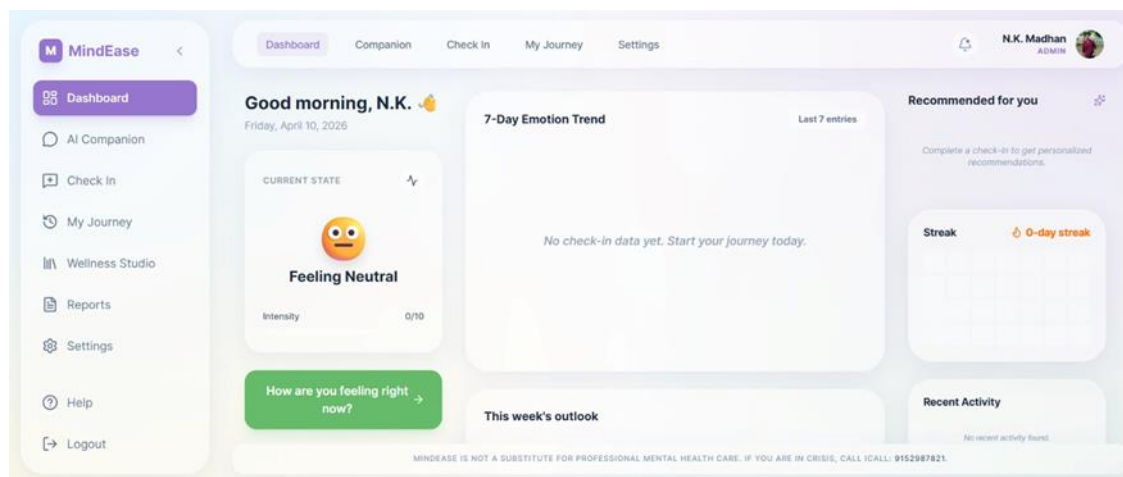 M MindEase
Dashboard
AI Companion
Check In
My Journey
Wellness Studio
Reports
Settings
Help
Logout
Dashboard Companion Check In My Journey Settings
N.K. Madhan
ADMIN
Good morning, N.K.
Friday, April 10, 2026
CURRENT STATE
Feeling Neutral
Intensity 0/10
How are you feeling right
now?
7-Day Emotion Trend Last 7 entries
No check-in data yet. Start your journey today.
This week's outlook
Recommended for you
Complete a check-in to get personalized
recommendations.
Streak 0-day streak
Recent Activity
No recent activity found.
MINDEASE IS NOT A SUBSTITUTE FOR PROFESSIONAL MENTAL HEALTH CARE. IF YOU ARE IN CRISIS, CALL ICALL: 9152987821.